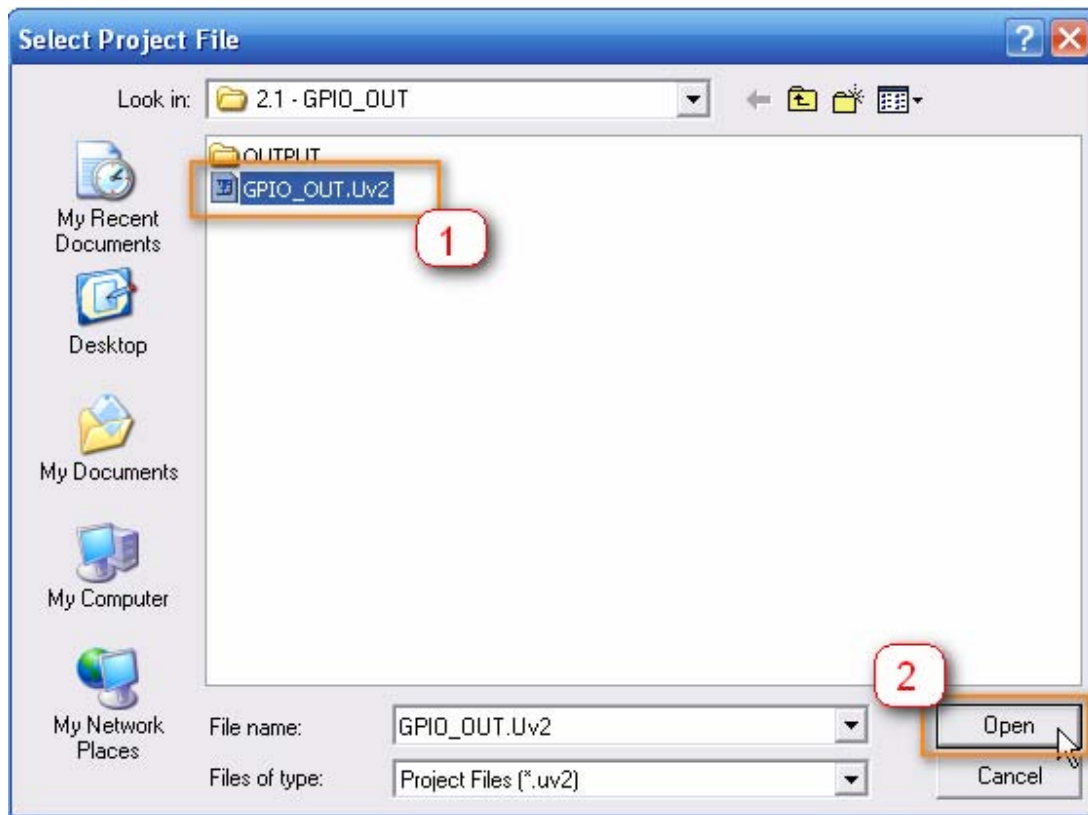 Select Project File
Look in: 2.1 - GPIO_OUT
OUTPUT
GPIO_OUT.Uv2
1
My Recent
Documents
Desktop
My Documents
My Computer
My Network
Places
2
File name: GPIO_OUT.Uv2 Open
Files of type: Project Files (*.uv2) Cancel